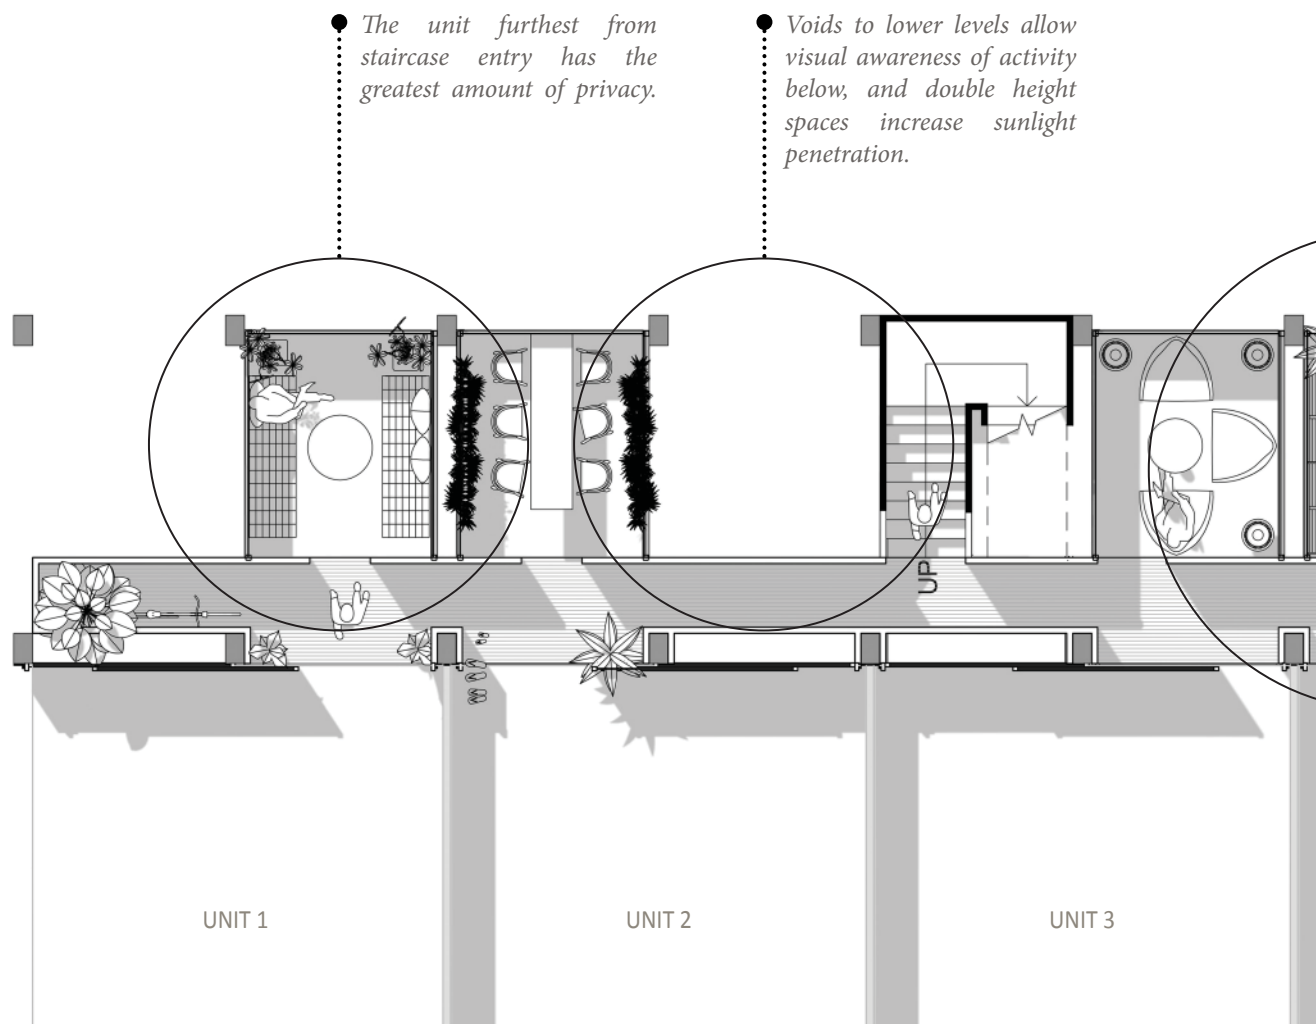 The unit furthest from
staircase entry has the
greatest amount of privacy.
Voids to lower levels allow
visual awareness of activity
below, and double height
spaces increase sunlight
penetration.
UP
UNIT 1
UNIT 2
UNIT 3